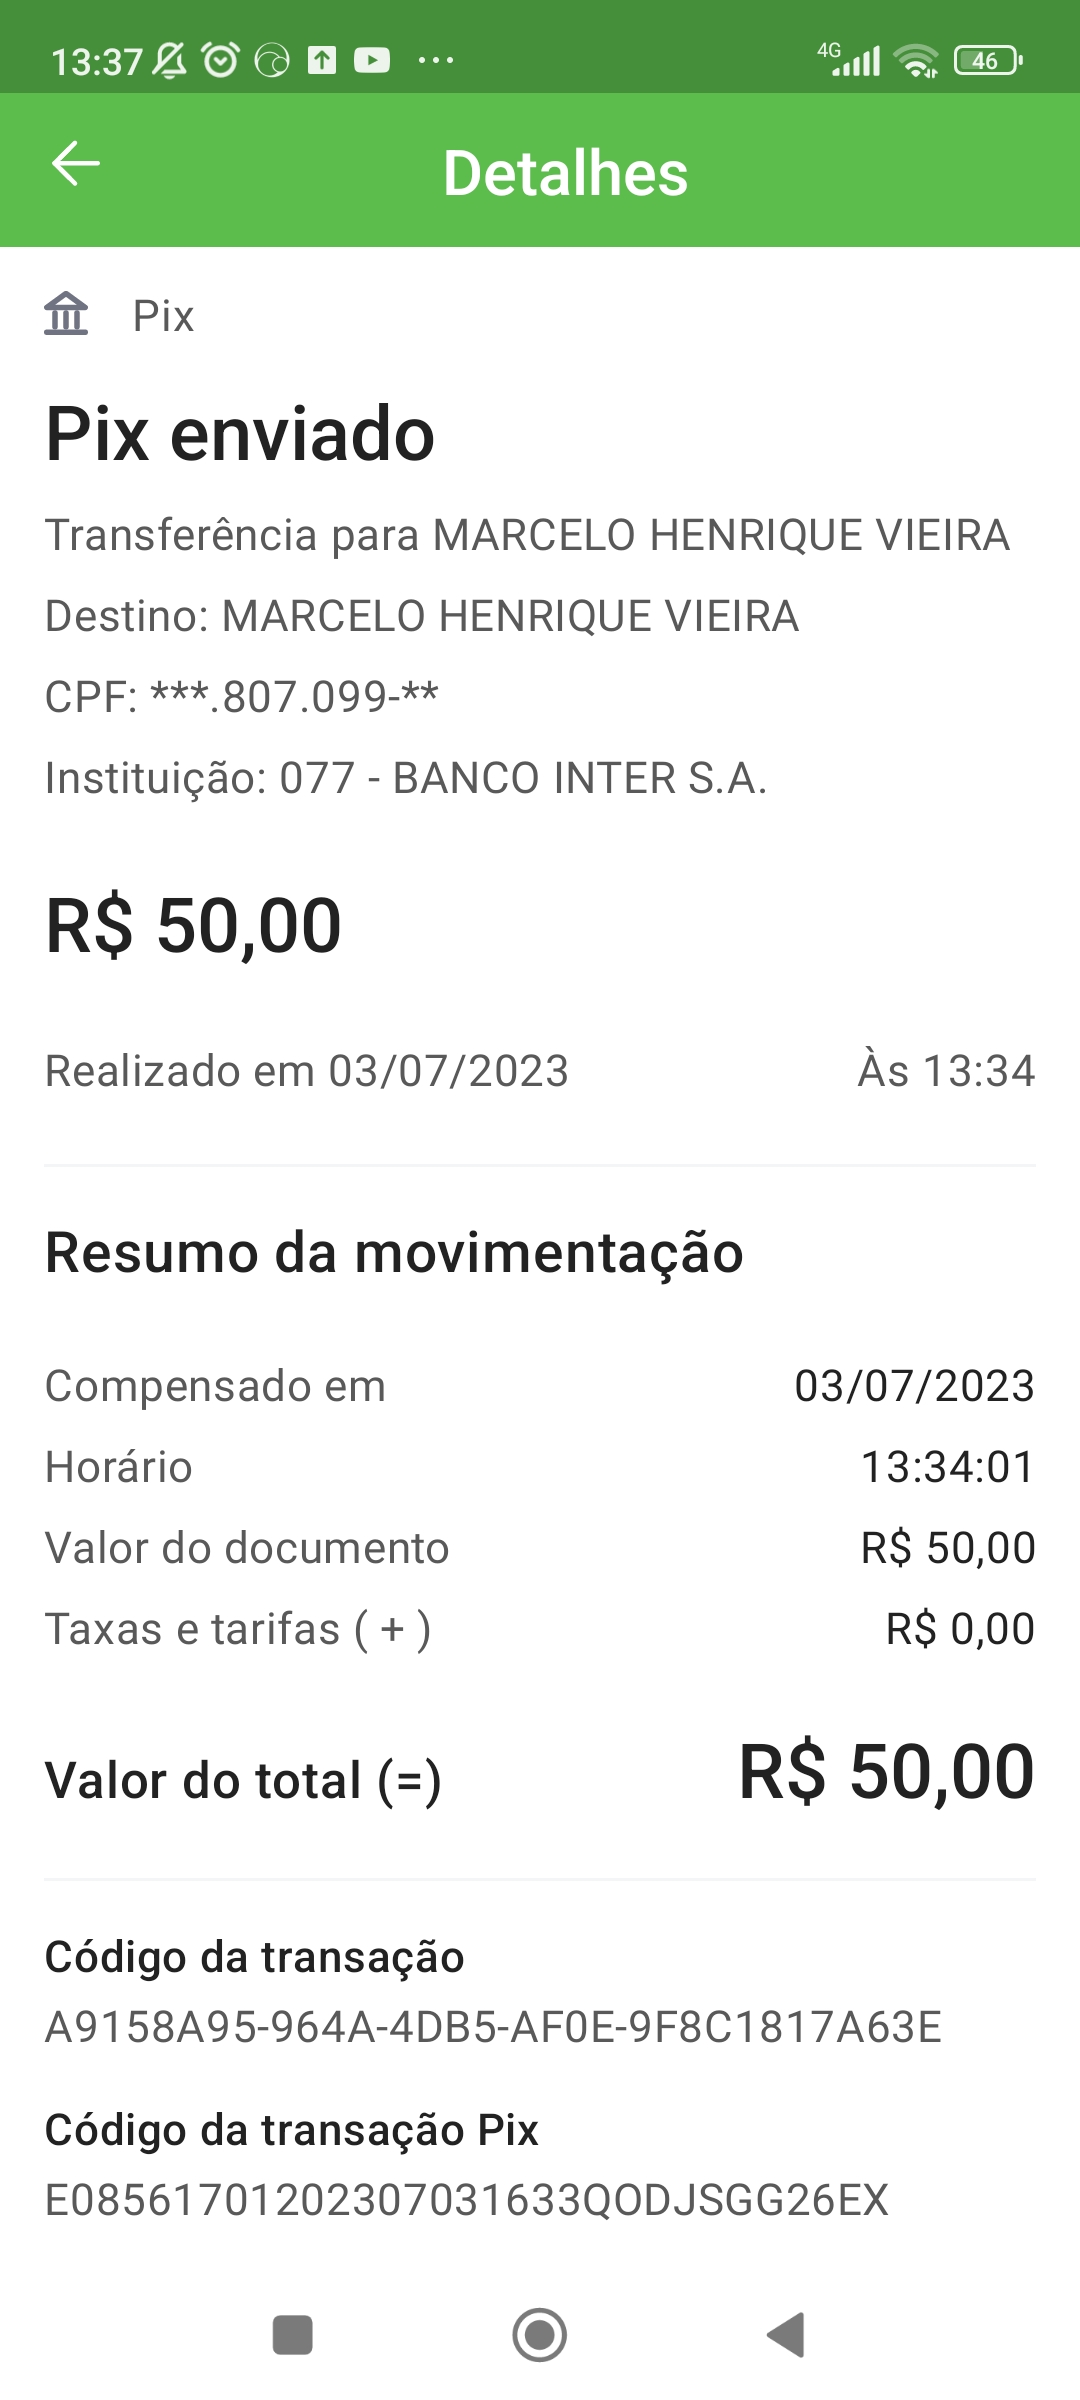 13:37
4G
46
Detalhes
Pix
Pix enviado
Transferência para MARCELO HENRIQUE VIEIRA
Destino: MARCELO HENRIQUE VIEIRA
CPF: ***.807.099-**
Instituição: 077 - BANCO INTER S.A.
R$ 50,00
Realizado em 03/07/2023 Às 13:34
Resumo da movimentação
Compensado em 03/07/2023
Horário 13:34:01
Valor do documento R$ 50,00
Taxas e tarifas ( + ) R$ 0,00
Valor do total (=) R$ 50,00
Código da transação
A9158A95-964A-4DB5-AF0E-9F8C1817A63E
Código da transação Pix
E08561701202307031633QODJSGG26EX